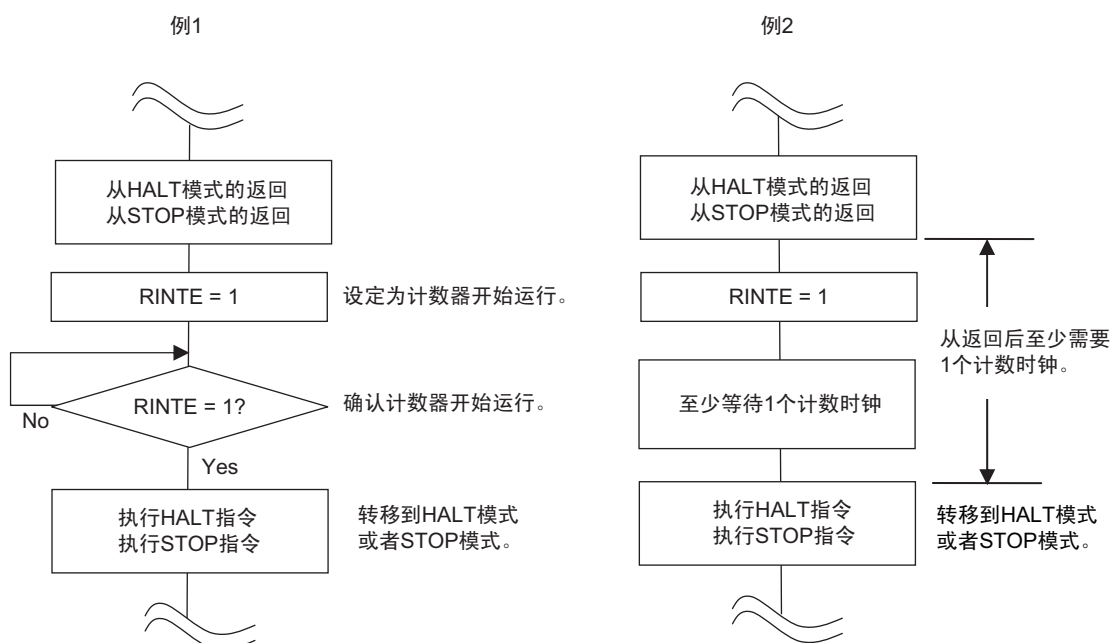 例1
从HALT模式的返回
从STOP模式的返回
RINTE = 1
设定为计数器开始运行。
RINTE = 1?
确认计数器开始运行。
No
Yes
执行HALT指令
执行STOP指令
转移到HALT模式
或者STOP模式。
例2
从HALT模式的返回
从STOP模式的返回
RINTE = 1
从返回后至少需要
1个计数时钟。
至少等待1个计数时钟
执行HALT指令
执行STOP指令
转移到HALT模式
或者STOP模式。